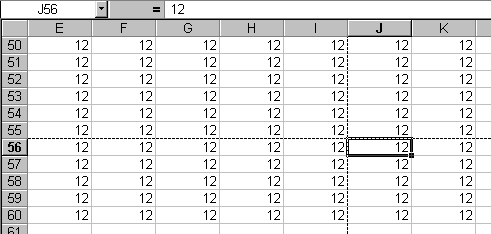 J56 = 12
E F G H I J K
50 12 12 12 12 12 12 12
51 12 12 12 12 12 12 12
52 12 12 12 12 12 12 12
53 12 12 12 12 12 12 12
54 12 12 12 12 12 12 12
55 12 12 12 12 12 12 12
56 12 12 12 12 12 12 12
57 12 12 12 12 12 12 12
58 12 12 12 12 12 12 12
59 12 12 12 12 12 12 12
60 12 12 12 12 12 12 12
61